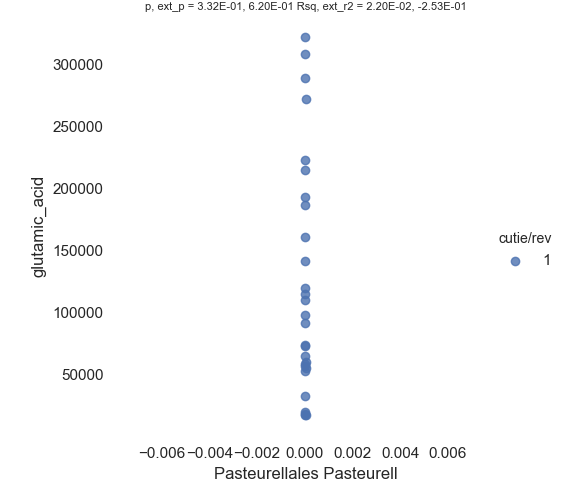 p, ext_p = 3.32E-01, 6.20E-01 Rsq, ext_r2 = 2.20E-02, -2.53E-01
300000
250000
200000
150000
100000
50000
glutamic_acid
cutie/rev
1
−0.006 −0.004 −0.002 0.000 0.002 0.004 0.006
Pasteurellales Pasteurell